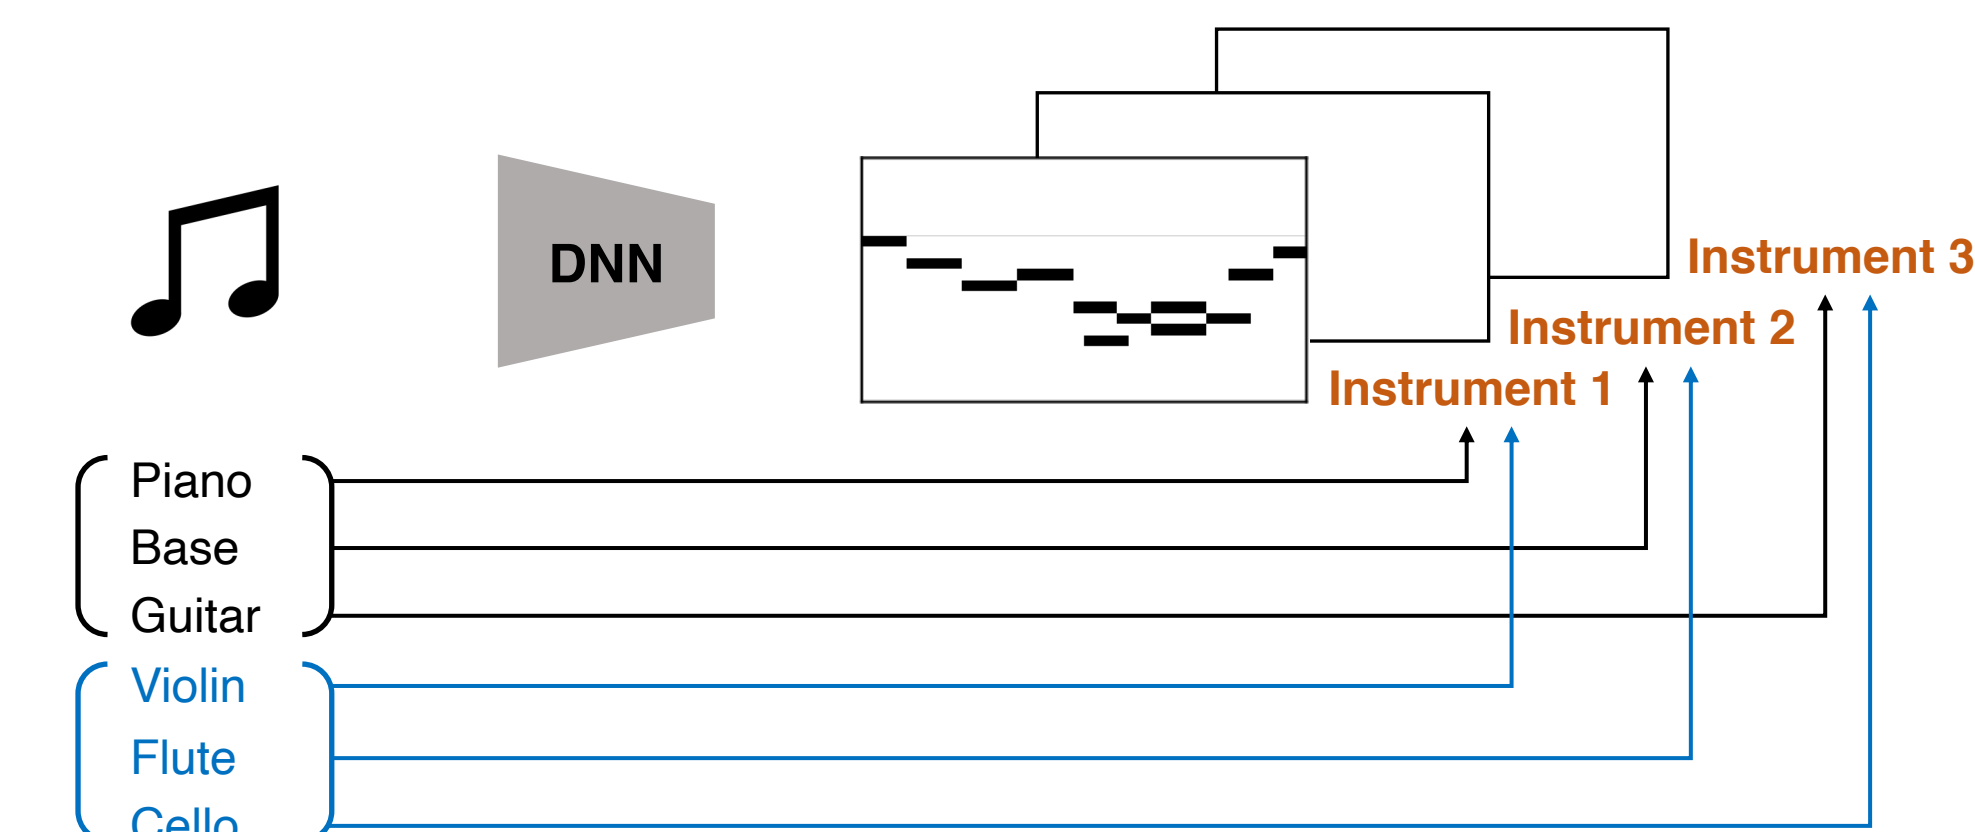 DNN
Instrument 3
Instrument 2
Instrument 1
Piano
Base
Guitar
Violin
Flute
Cello